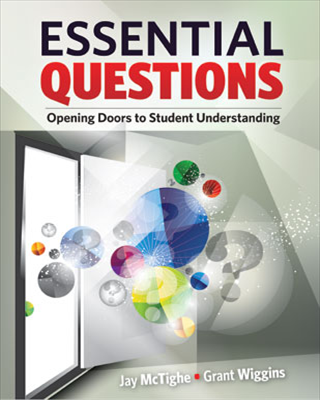 ESSENTIAL
QUESTIONS
Opening Doors to Student Understanding
? ? ?
Jay McTighe ▪ Grant Wiggins